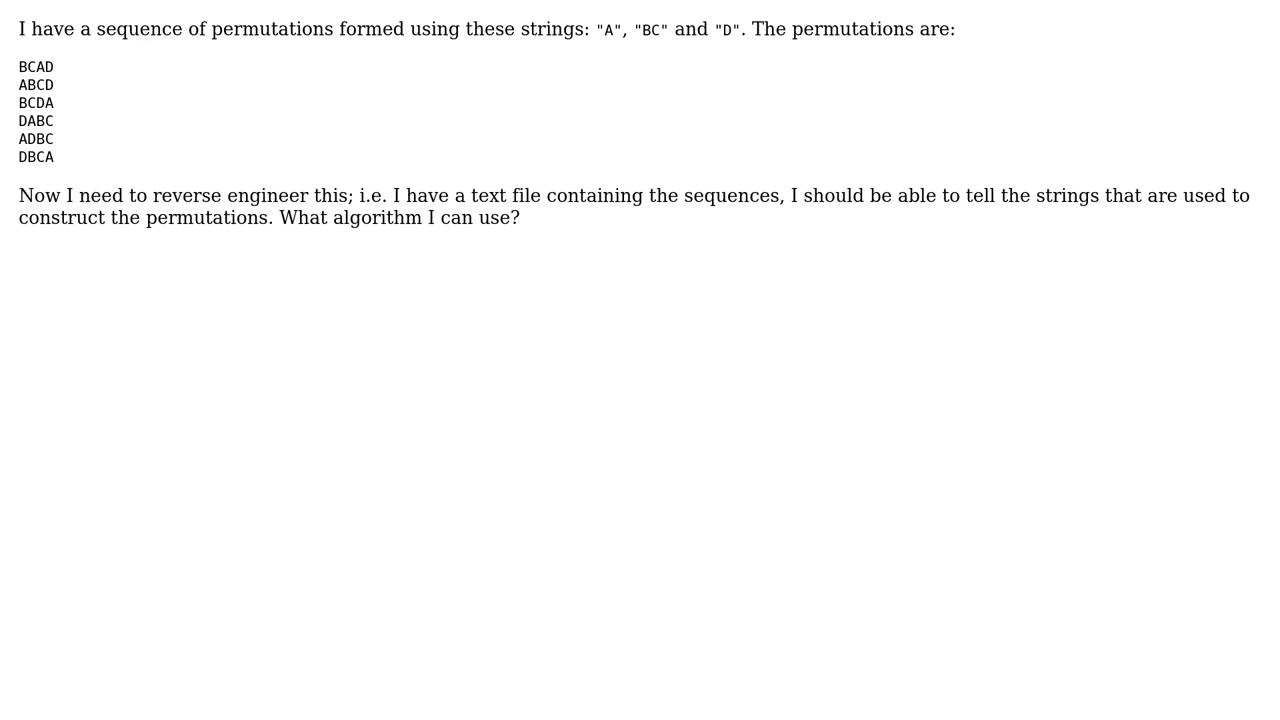 I have a sequence of permutations formed using these strings: "A", "BC" and "D". The permutations are:
BCAD
ABCD
BCDA
DABC
ADBC
DBCA
Now I need to reverse engineer this; i.e. I have a text file containing the sequences, I should be able to tell the strings that are used to
construct the permutations. What algorithm I can use?